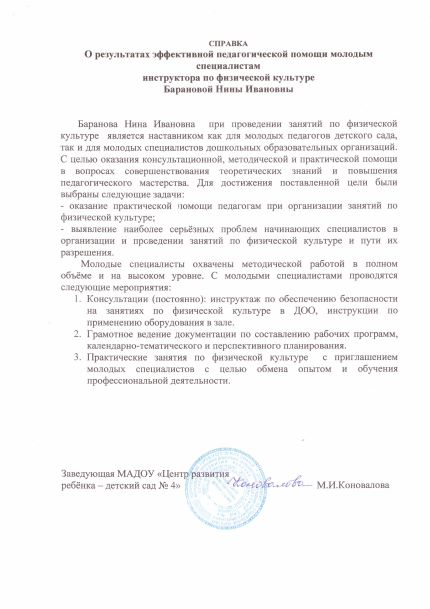 СПРАВКА
О результатах эффективной педагогической помощи молодым
специалистам
инструктора по физической культуре
Барановой Нины Ивановны
Баранова Нина Ивановна при проведении занятий по физической
культуре является наставником как для молодых педагогов детского сада,
так и для молодых специалистов дошкольных образовательных организаций.
С целью оказания консультационной, методической и практической помощи
в вопросах совершенствования теоретических знаний и повышения
педагогического мастерства. Для достижения поставленной цели были
выбраны следующие задачи:
- оказание практической помощи педагогам при организации занятий по
физической культуре;
- выявление наиболее серьёзных проблем начинающих специалистов в
организации и проведении занятий по физической культуре и пути их
разрешения.
Молодые специалисты охвачены методической работой в полном
объёме и на высоком уровне. С молодыми специалистами проводятся
следующие мероприятия:
1. Консультации (постоянно): инструктаж по обеспечению безопасности
на занятиях по физической культуре в ДОО, инструкции по
применению оборудования в зале.
2. Грамотное ведение документации по составлению рабочих программ,
календарно-тематического и перспективного планирования.
3. Практические занятия по физической культуре с приглашением
молодых специалистов с целью обмена опытом и обучения
профессиональной деятельности.
Заведующая МАДОУ «Центр развития
ребёнка – детский сад № 4» Коновалова М.И.Коновалова